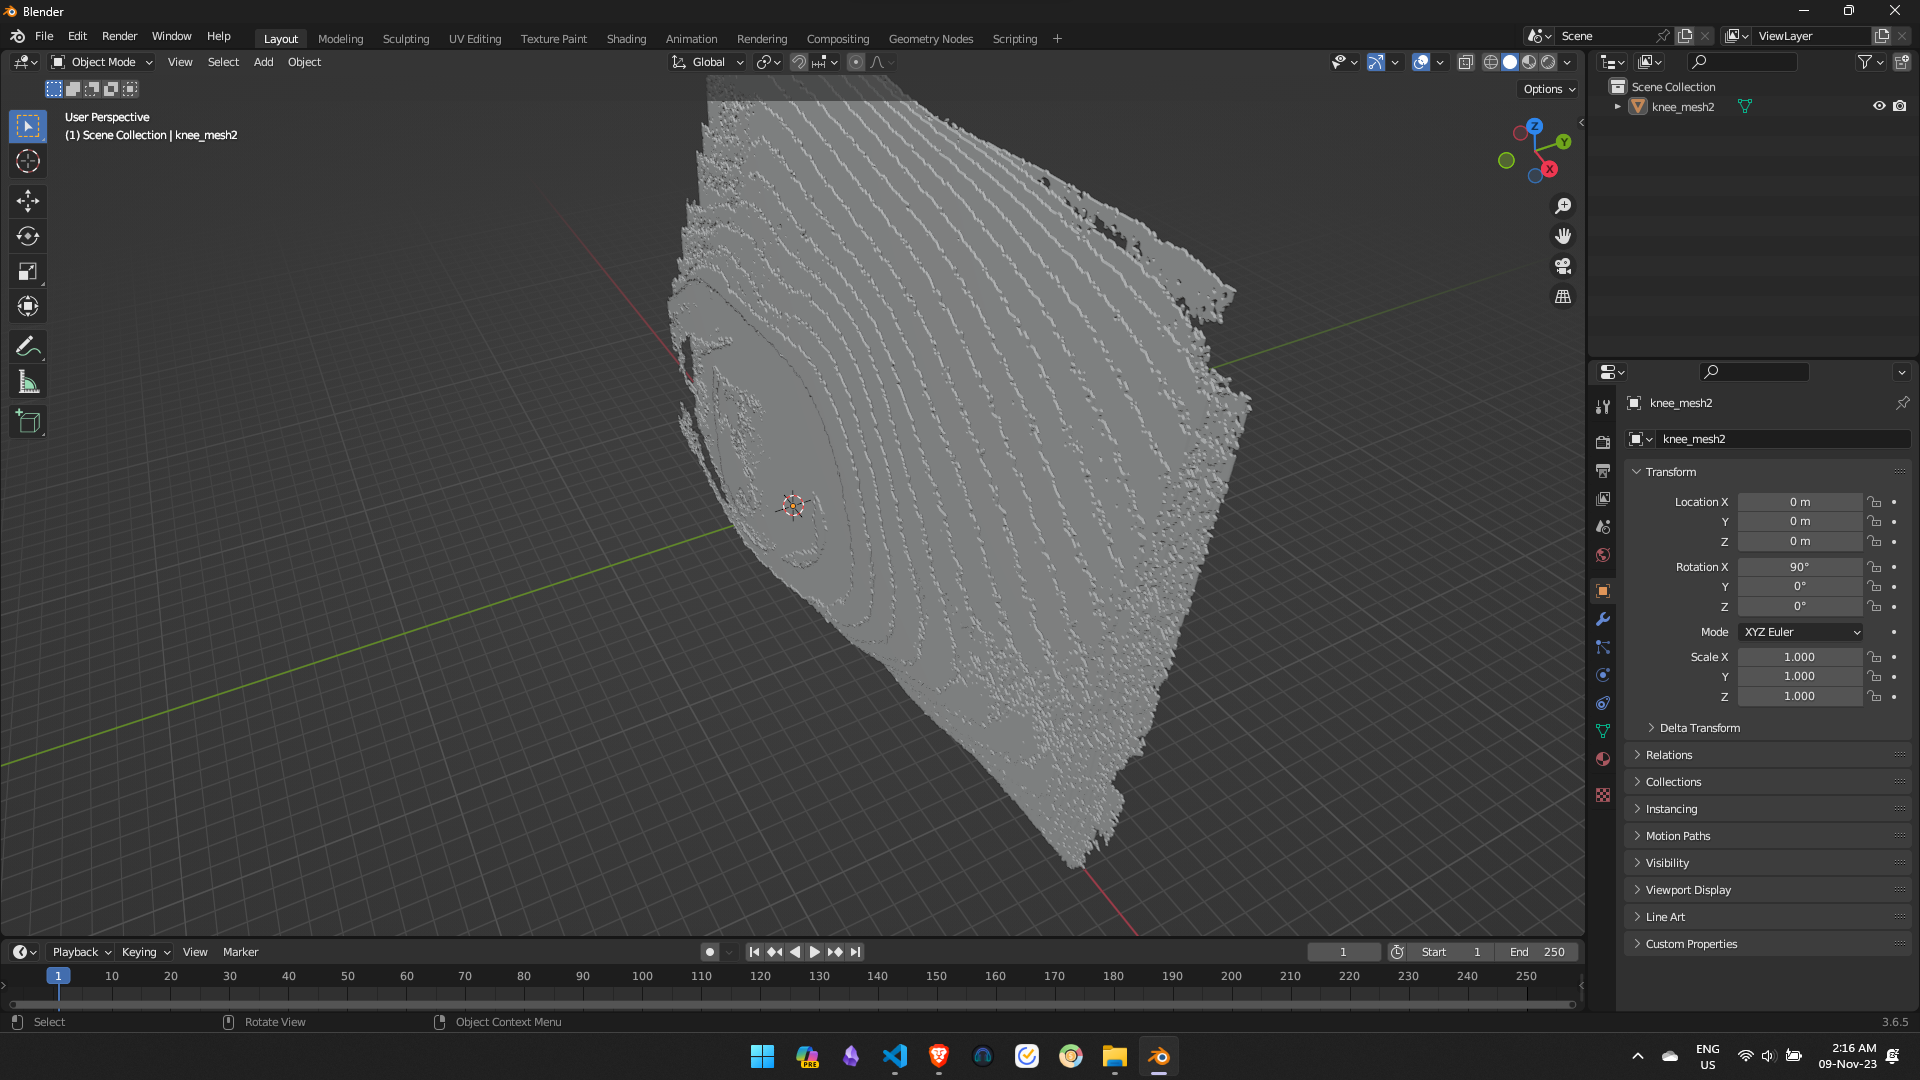 Blender
File Edit Render Window Help
Layout Modeling Sculpting UV Editing Texture Paint Shading Animation Rendering Compositing Geometry Nodes Scripting +
Scene
ViewLayer
Object Mode View Select Add Object
Global
Options
User Perspective
(1) Scene Collection | knee_mesh2
Z
Y
X
Scene Collection
knee_mesh2
knee_mesh2
knee_mesh2
Transform
Location X 0 m
Y 0 m
Z 0 m
Rotation X 90°
Y 0°
Z 0°
Mode XYZ Euler
Scale X 1.000
Y 1.000
Z 1.000
Delta Transform
Relations
Collections
Instancing
Motion Paths
Visibility
Viewport Display
Line Art
Custom Properties
Playback Keying View Marker
1 Start 1 End 250
1 10 20 30 40 50 60 70 80 90 100 110 120 130 140 150 160 170 180 190 200 210 220 230 240 250
Select Rotate View Object Context Menu
3.6.5
PRE
ENG
US
2:16 AM
09-Nov-23